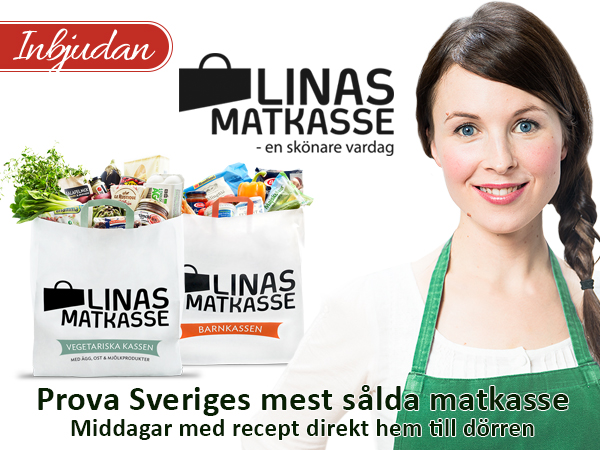 Inbjudan
LINAS
MATKASSE
- en skönare vardag
LINAS
MATKASSE
VEGETARISKA KASSEN
MED ÄGG, OST & MJÖLKPRODUKTER
LINAS
MATKASSE
BARNKASSEN
Prova Sveriges mest sålda matkasse
Middagar med recept direkt hem till dörren